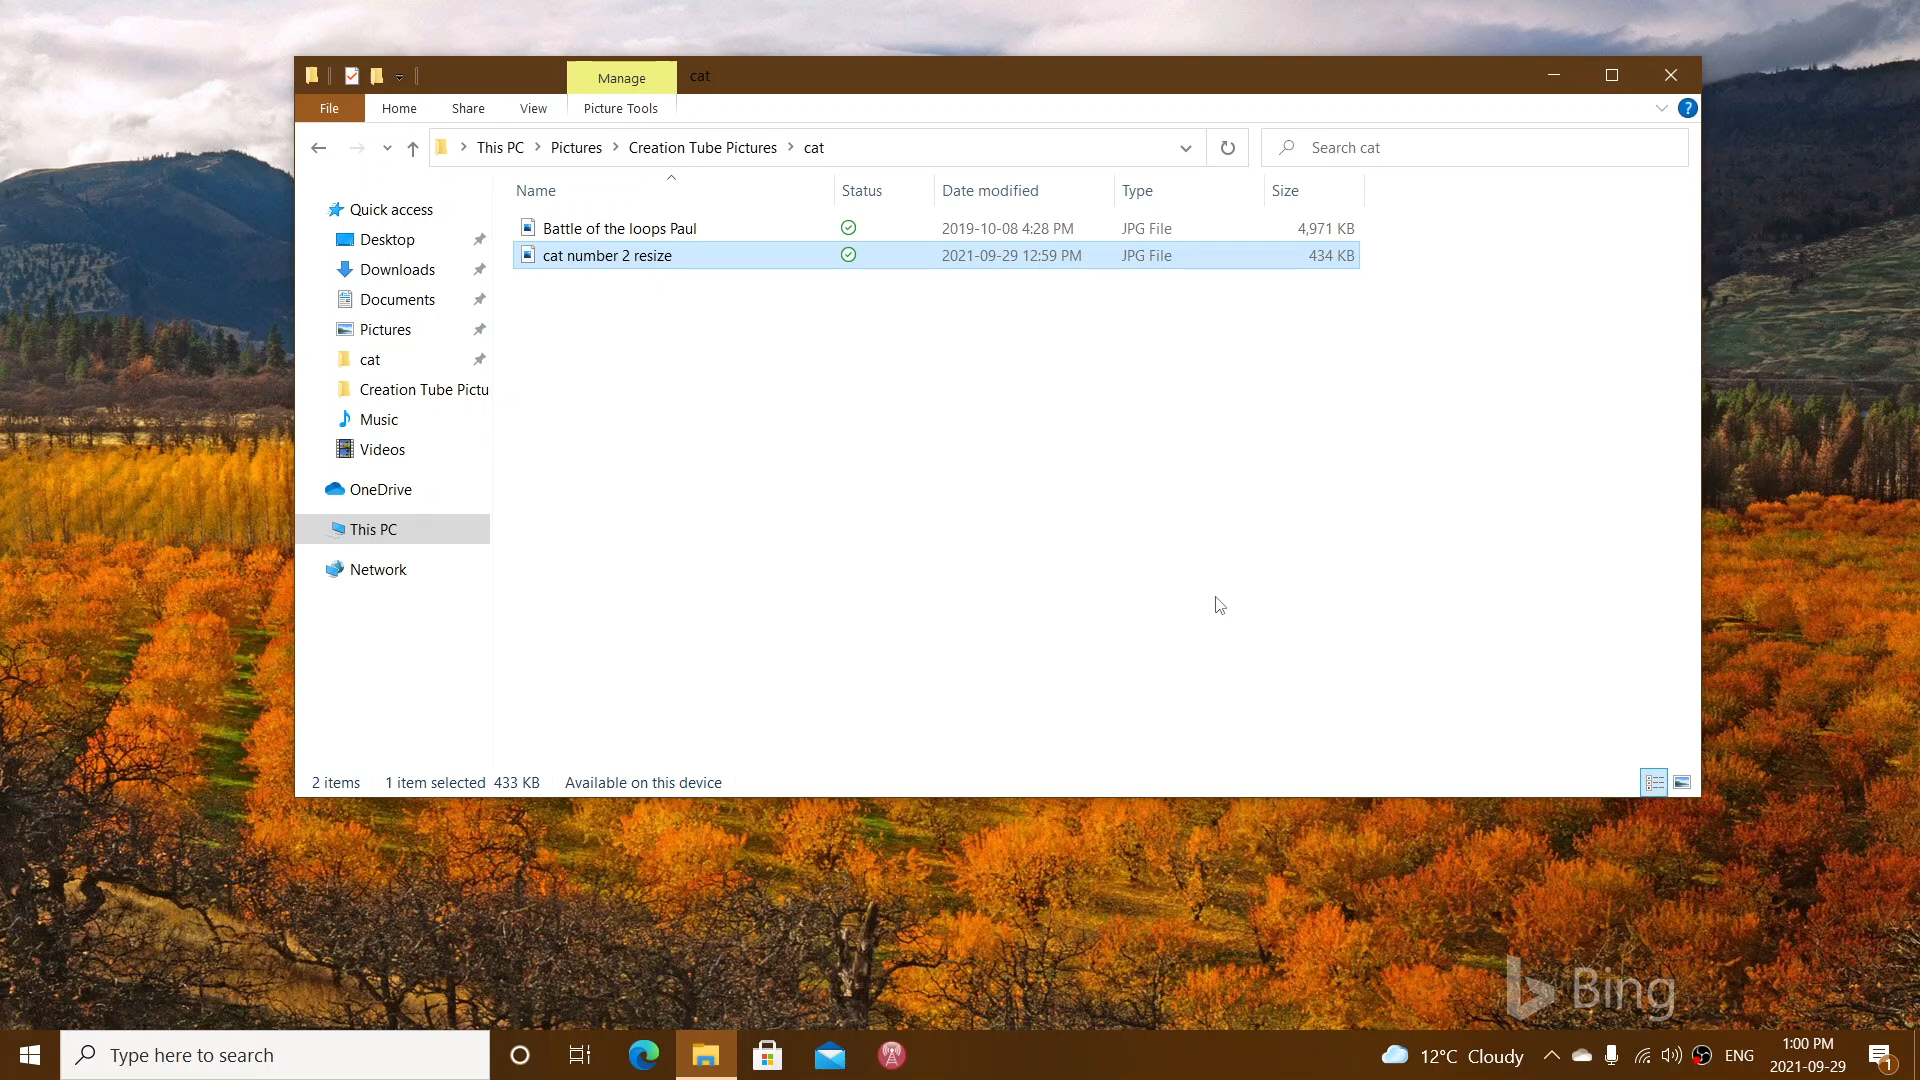 Manage cat
File Home Share View Picture Tools
This PC Pictures Creation Tube Pictures cat Search cat
Name Status Date modified Type Size
Quick access
Desktop
Downloads
Documents
Pictures
cat
Creation Tube Pictu
Music
Videos
OneDrive
This PC
Network
Battle of the loops Paul 2019-10-08 4:28 PM JPG File 4,971 KB
cat number 2 resize 2021-09-29 12:59 PM JPG File 434 KB
2 items 1 item selected 433 KB Available on this device
Bing
Type here to search 12°C Cloudy ENG 1:00 PM
2021-09-29 1